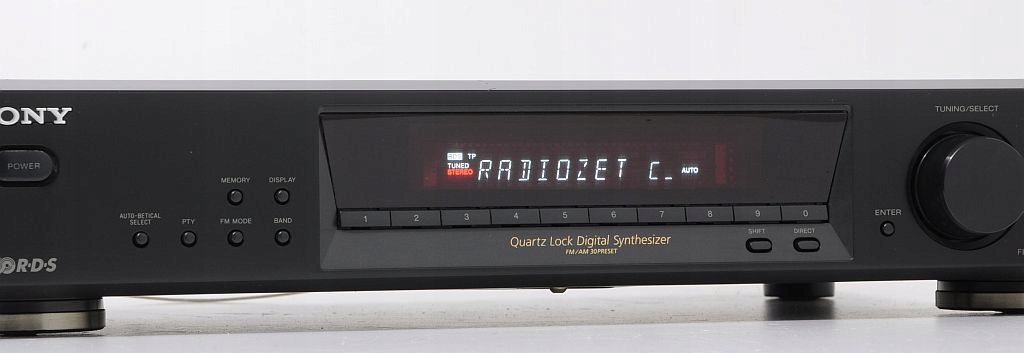 ONY
TUNING/SELECT
POWER
RDS TP
TUNED
STEREO
RADIOZET C_ AUTO
MEMORY DISPLAY
1 2 3 4 5 6 7 8 9 0
AUTO-BETICAL
SELECT
PTY FM MODE BAND
ENTER
Quartz Lock Digital Synthesizer
FM/AM 30PRESET
SHIFT DIRECT
R·D·S